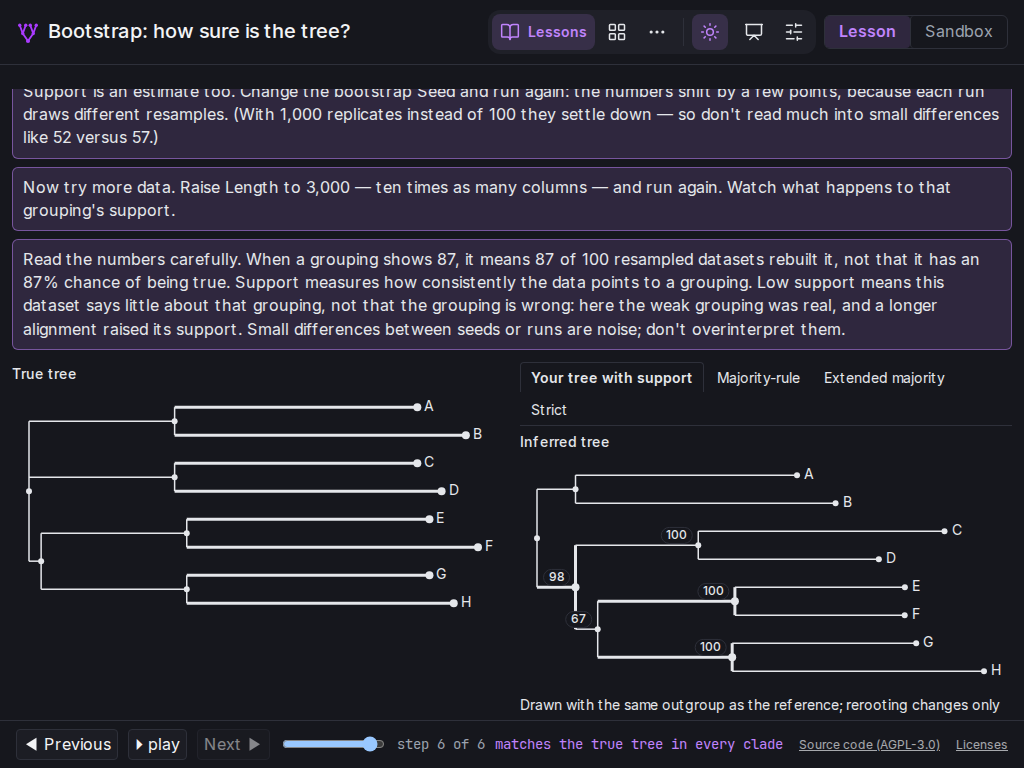 Bootstrap: how sure is the tree?
Lessons
Lesson
Sandbox
Support is an estimate too. Change the bootstrap Seed and run again: the numbers shift by a few points, because each run
draws different resamples. (With 1,000 replicates instead of 100 they settle down — so don't read much into small differences
like 52 versus 57.)
Now try more data. Raise Length to 3,000 — ten times as many columns — and run again. Watch what happens to that
grouping's support.
Read the numbers carefully. When a grouping shows 87, it means 87 of 100 resampled datasets rebuilt it, not that it has an
87% chance of being true. Support measures how consistently the data points to a grouping. Low support means this
dataset says little about that grouping, not that the grouping is wrong: here the weak grouping was real, and a longer
alignment raised its support. Small differences between seeds or runs are noise; don't overinterpret them.
True tree
A
B
C
D
E
F
G
H
Your tree with support
Majority-rule
Extended majority
Strict
Inferred tree
A
B
100
C
D
98
100
E
F
67
100
G
H
Drawn with the same outgroup as the reference; rerooting changes only
Previous
play
Next
step 6 of 6
matches the true tree in every clade
Source code (AGPL-3.0)
Licenses